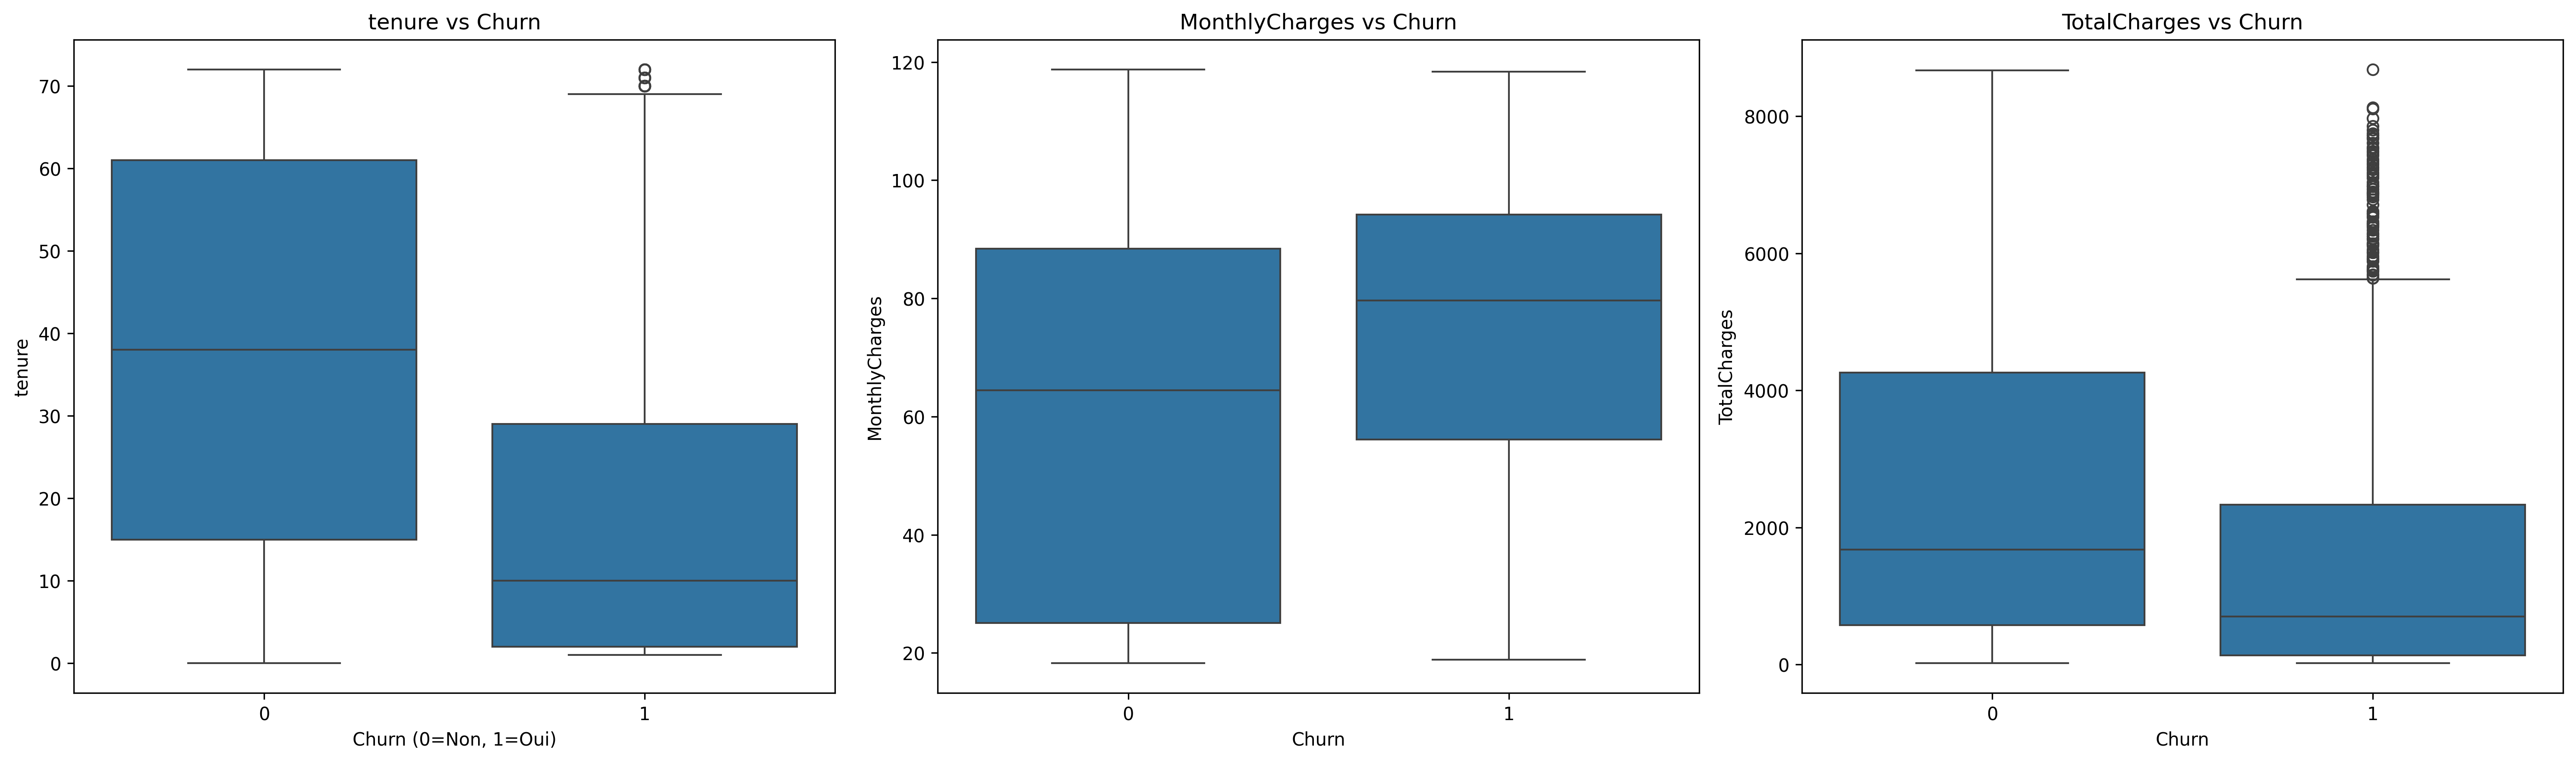 tenure vs Churn
tenure
70
60
50
40
30
20
10
0
0 1
Churn (0=Non, 1=Oui)
MonthlyCharges vs Churn
MonthlyCharges
120
100
80
60
40
20
0 1
Churn
TotalCharges vs Churn
TotalCharges
8000
6000
4000
2000
0
0 1
Churn